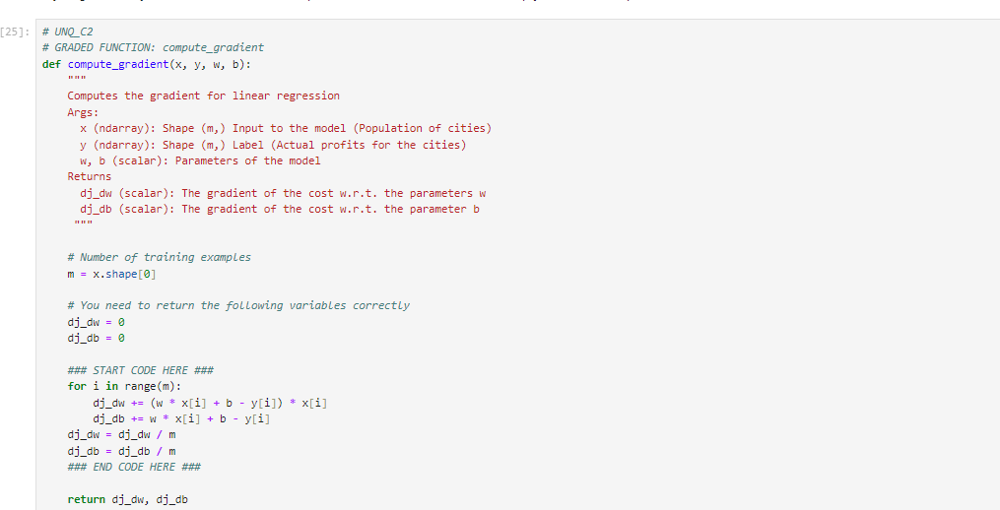 [25]: # UNQ_C2
# GRADED FUNCTION: compute_gradient
def compute_gradient(x, y, w, b):
    """
    Computes the gradient for linear regression
    Args:
      x (ndarray): Shape (m,) Input to the model (Population of cities)
      y (ndarray): Shape (m,) Label (Actual profits for the cities)
      w, b (scalar): Parameters of the model
    Returns
      dj_dw (scalar): The gradient of the cost w.r.t. the parameters w
      dj_db (scalar): The gradient of the cost w.r.t. the parameter b
     """
    # Number of training examples
    m = x.shape[0]
    # You need to return the following variables correctly
    dj_dw = 0
    dj_db = 0
    ### START CODE HERE ###
    for i in range(m):
        dj_dw += (w * x[i] + b - y[i]) * x[i]
        dj_db += w * x[i] + b - y[i]
    dj_dw = dj_dw / m
    dj_db = dj_db / m
    ### END CODE HERE ###
    return dj_dw, dj_db